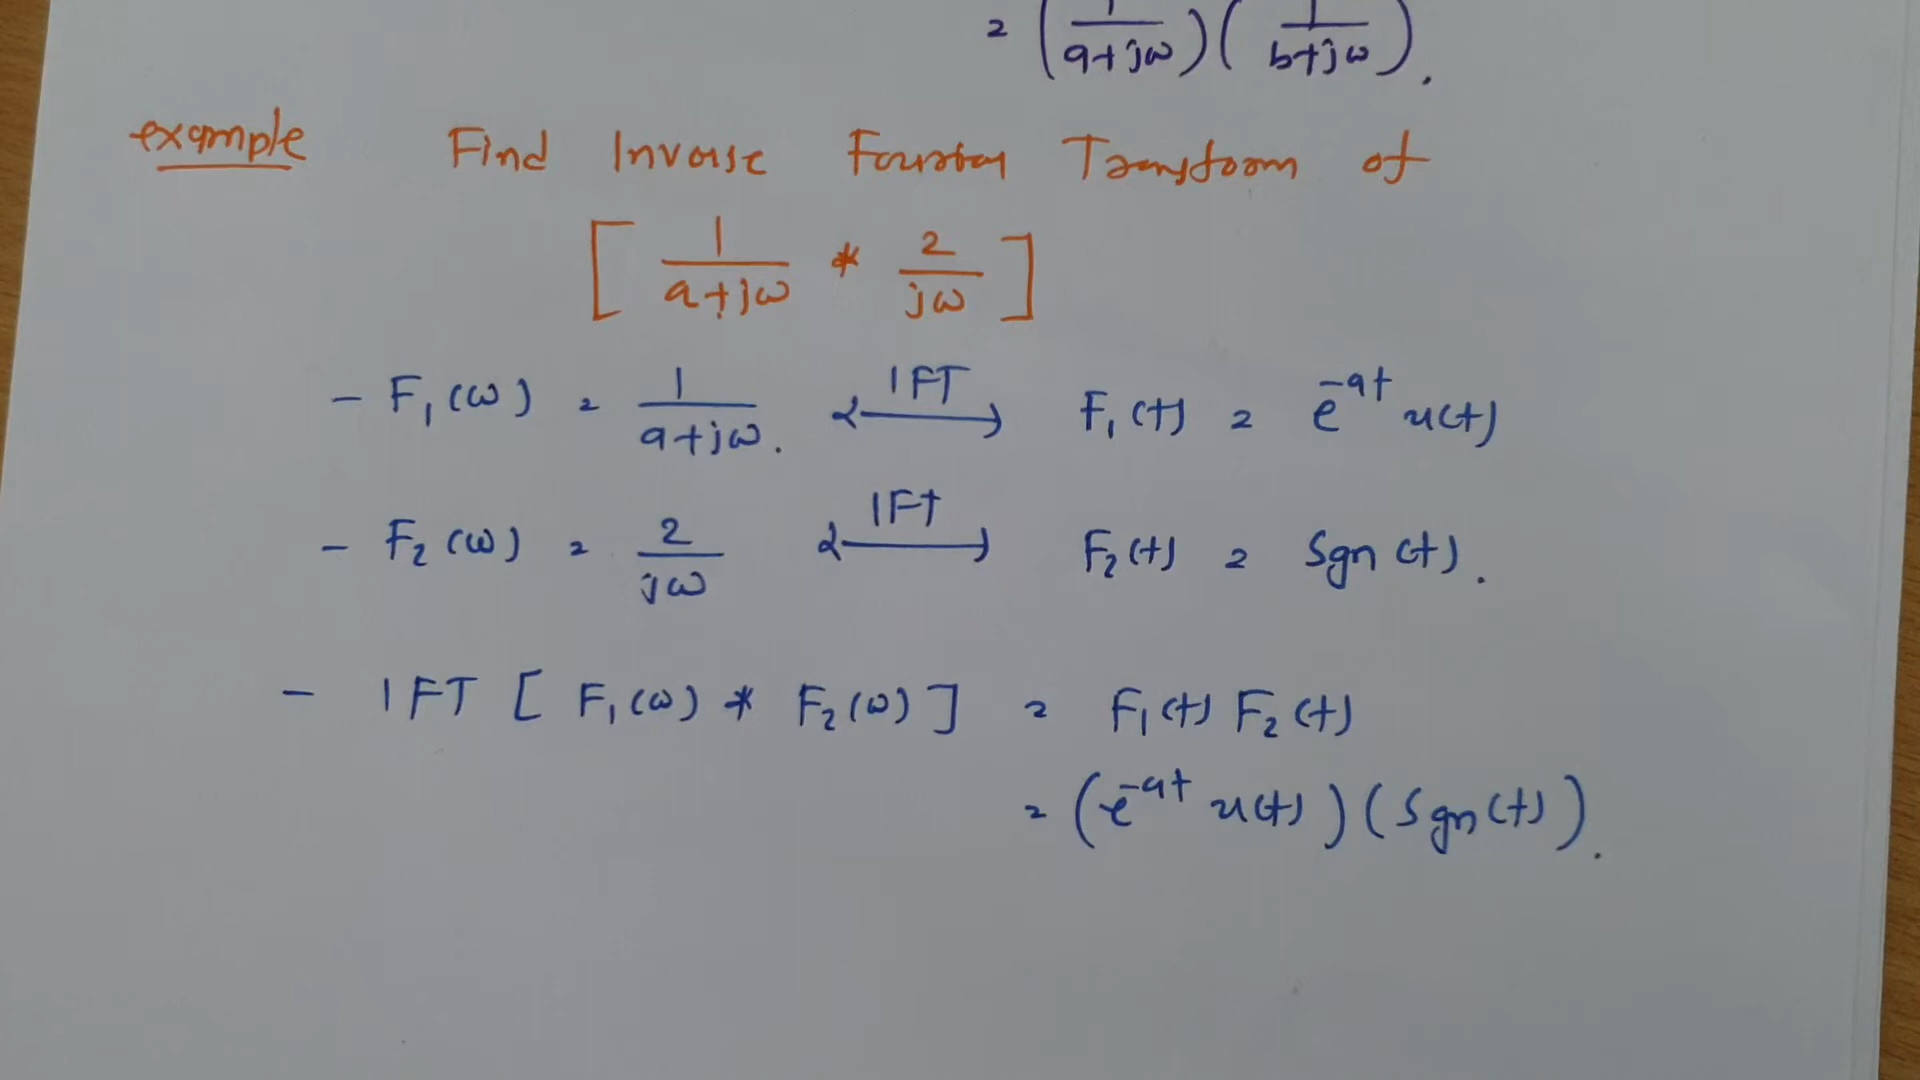 = (1/(a+jω)) (1/(b+jω)).
example Find Inverse Fourier Transform of
[ 1/(a+jω) * 2/(jω) ]
- F₁(ω) = 1/(a+jω). ←IFT→ F₁(t) = e^(-at) u(t)
- F₂(ω) = 2/(jω) ←IFT→ F₂(t) = Sgn(t).
- IFT [ F₁(ω) * F₂(ω) ] = F₁(t) F₂(t)
= (e^(-at) u(t)) (Sgn(t)).